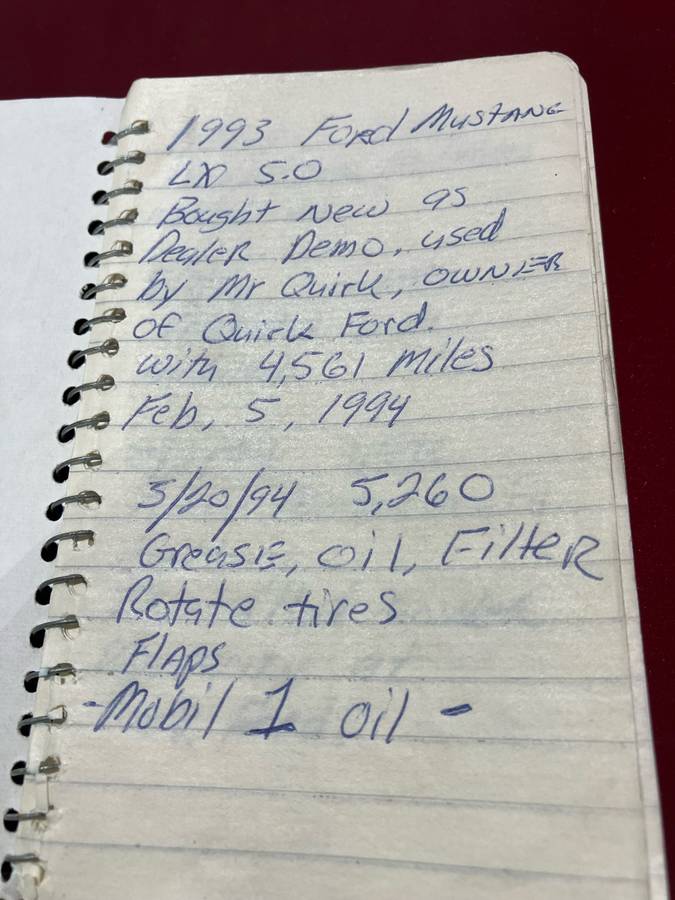 1993 Ford Mustang
LX 5.0
Bought New as
Dealer Demo, used
by Mr Quirk, owner
of Quirk Ford.
with 4,561 miles
Feb, 5, 1994
3/20/94 5,260
Grease, oil, Filter
Rotate tires
Flaps
-Mobil 1 oil -